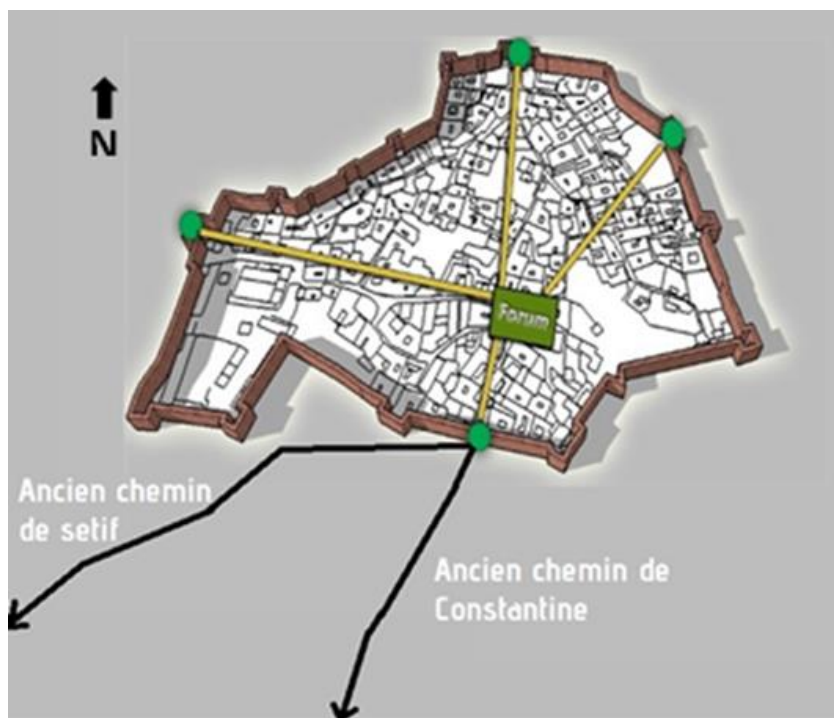 N
Forum
Ancien chemin
de setif
Ancien chemin de
Constantine